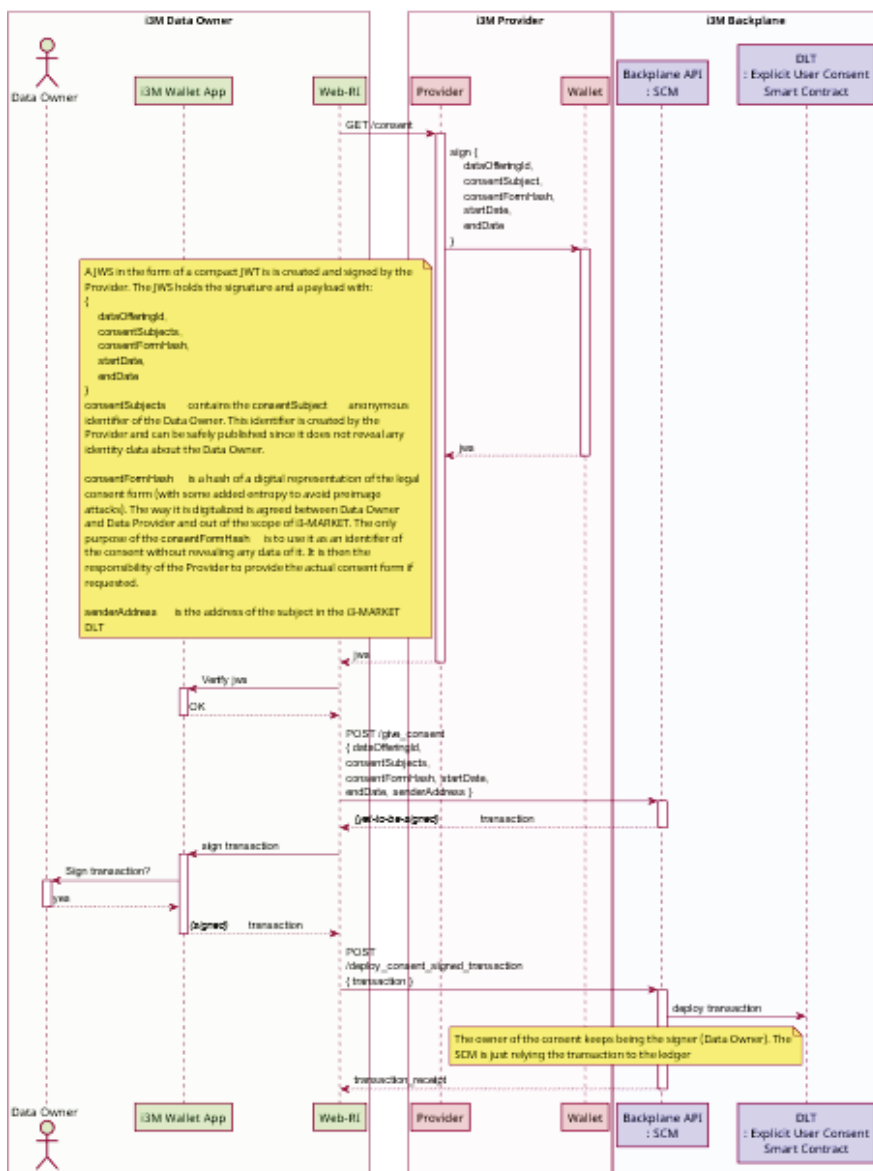 i3M Data Owner
i3M Provider
i3M Backplane
Data Owner
i3M Wallet App
Web-RI
Provider
Wallet
Backplane API
: SCM
DLT
: Explicit User Consent
Smart Contract
GET /consent
sign {
dataOfferingId,
consentSubject,
consentFormHash,
startDate,
endDate
}
A JWS in the form of a compact JWT is is created and signed by the
Provider. The JWS holds the signature and a payload with:
{
dataOfferingId,
consentSubjects,
consentFormHash,
startDate,
endDate
}
consentSubjects contains the consentSubject anonymous
identifier of the Data Owner. This identifier is created by the
Provider and can be safely published since it does not reveal any
identity data about the Data Owner.
consentFormHash is a hash of a digital representation of the legal
consent form (with some added entropy to avoid preimage
attacks). The way it is digitalized is agreed between Data Owner
and Data Provider and out of the scope of i3-MARKET. The only
purpose of the consentFormHash is to use it as an identifier of
the consent without revealing any data of it. It is then the
responsibility of the Provider to provide the actual consent form if
requested.
senderAddress is the address of the subject in the i3-MARKET
DLT
jws
jws
Verify jws
OK
POST /give_consent
{ dataOfferingId,
consentSubjects,
consentFormHash, startDate,
endDate, senderAddress }
(yet-to-be-signed) transaction
sign transaction
Sign transaction?
yes
(signed) transaction
POST
/deploy_consent_signed_transaction
{ transaction }
deploy transaction
The owner of the consent keeps being the signer (Data Owner). The
SCM is just relying the transaction to the ledger
transaction_receipt
Data Owner
i3M Wallet App
Web-RI
Provider
Wallet
Backplane API
: SCM
DLT
: Explicit User Consent
Smart Contract